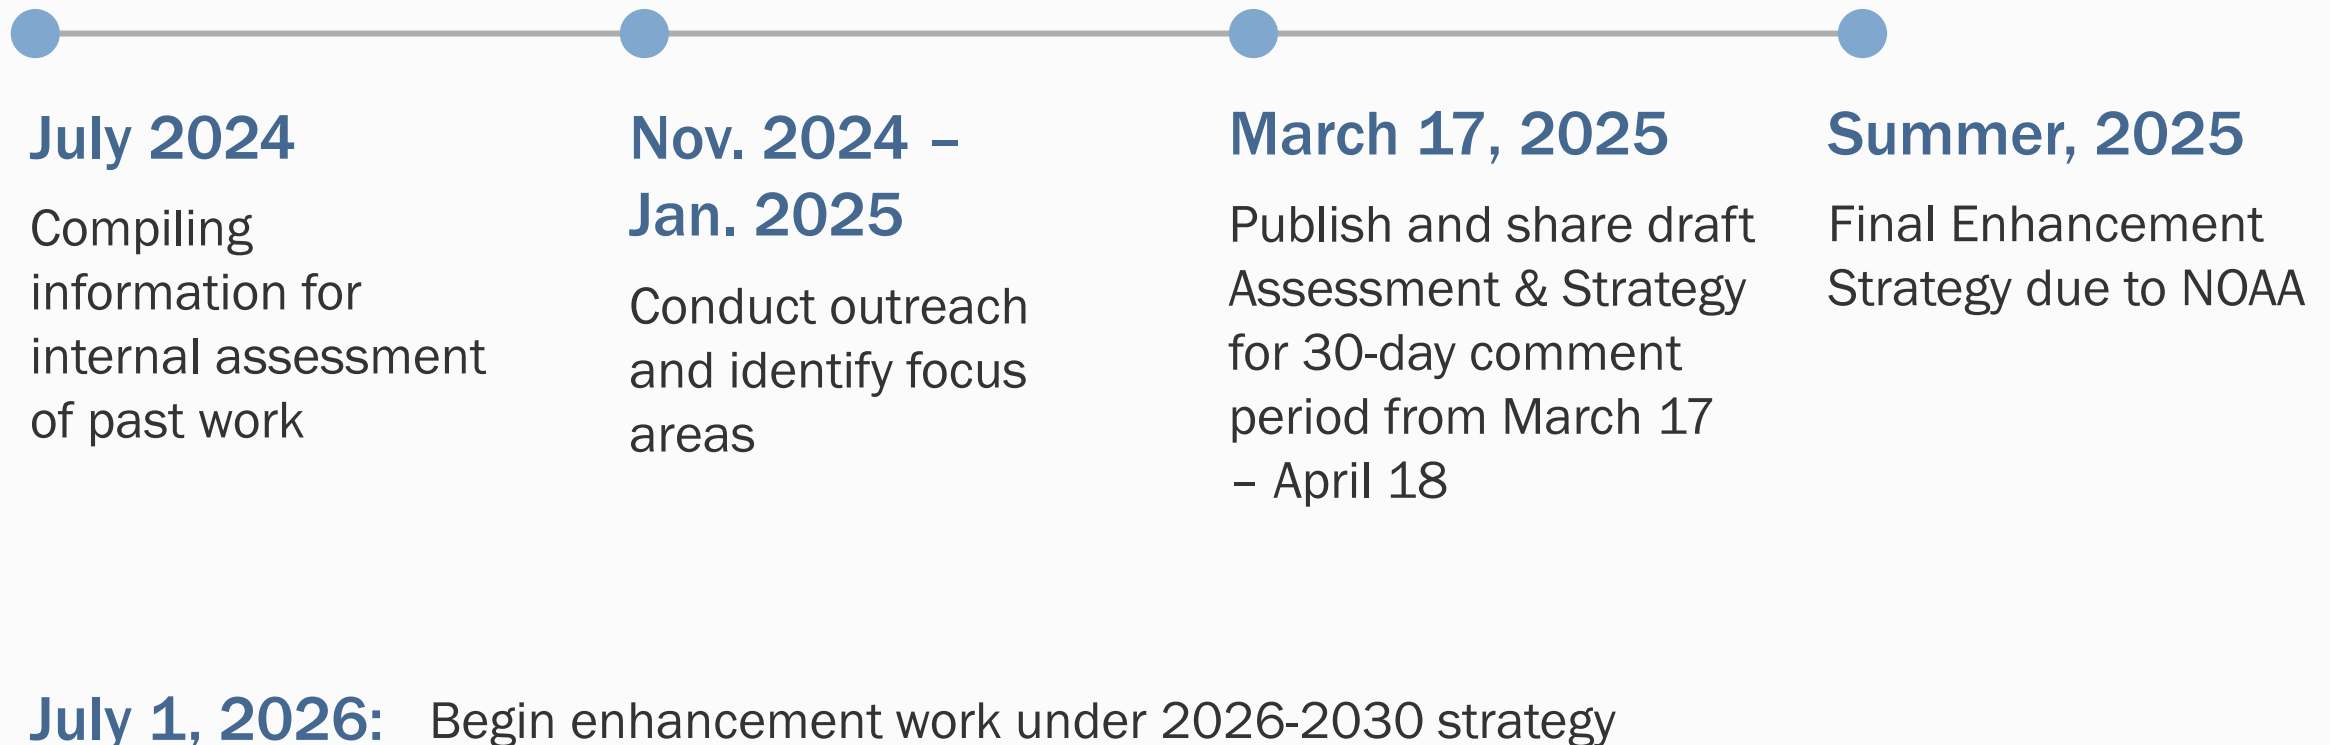 July 2024
Compiling
information for
internal assessment
of past work
Nov. 2024 –
Jan. 2025
Conduct outreach
and identify focus
areas
March 17, 2025
Publish and share draft
Assessment & Strategy
for 30-day comment
period from March 17
– April 18
Summer, 2025
Final Enhancement
Strategy due to NOAA
July 1, 2026: Begin enhancement work under 2026-2030 strategy